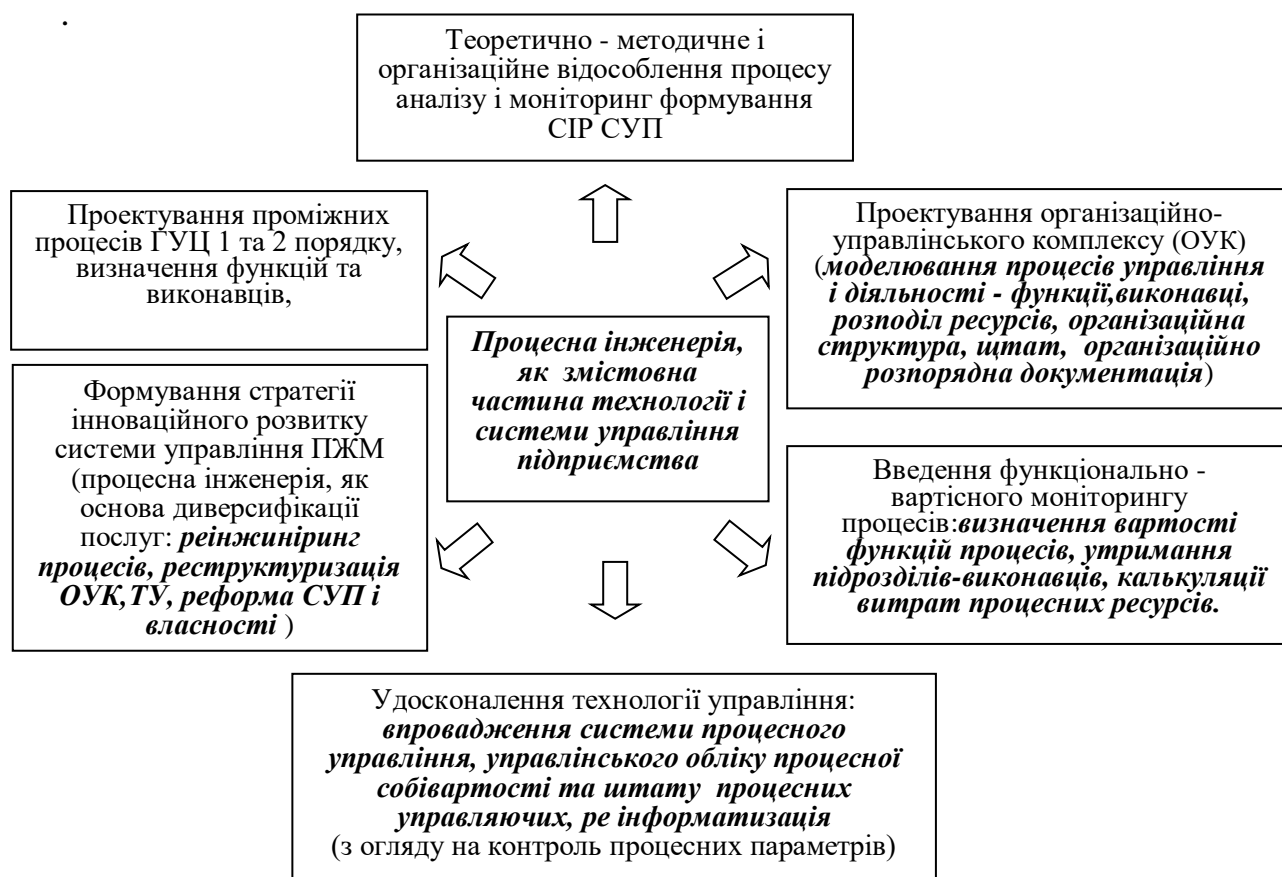 .
Теоретично - методичне і
організаційне відособлення процесу
аналізу і моніторинг формування
СІР СУП
Проектування проміжних
процесів ГУЦ 1 та 2 порядку,
визначення функцій та
виконавців,
Проектування організаційно-
управлінського комплексу (ОУК)
(моделювання процесів управління
і діяльності - функції,виконавці,
розподіл ресурсів, організаційна
структура, щтат, організаційно
розпорядна документація)
Процесна інженерія,
як змістовна
частина технології і
системи управління
підприємства
Формування стратегії
інноваційного розвитку
системи управління ПЖМ
(процесна інженерія, як
основа диверсифікації
послуг: реінжиніринг
процесів, реструктуризація
ОУК,ТУ, реформа СУП і
власності )
Введення функціонально -
вартісного моніторингу
процесів:визначення вартості
функцій процесів, утримання
підрозділів-виконавців, калькуляції
витрат процесних ресурсів.
Удосконалення технології управління:
впровадження системи процесного
управління, управлінського обліку процесної
собівартості та штату процесних
управляючих, ре інформатизація
(з огляду на контроль процесних параметрів)